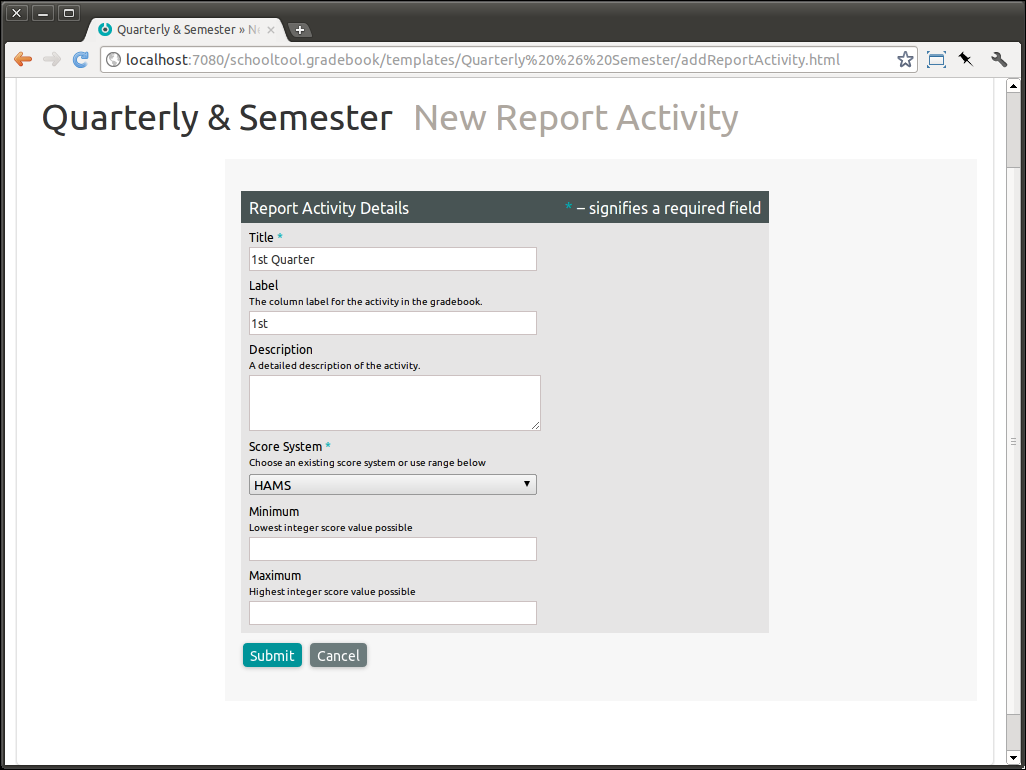 Quarterly & Semester » Ne
localhost:7080/schooltool.gradebook/templates/Quarterly%20%26%20Semester/addReportActivity.html
Quarterly & Semester New Report Activity
Report Activity Details * – signifies a required field
Title *
1st Quarter
Label
The column label for the activity in the gradebook.
1st
Description
A detailed description of the activity.
Score System *
Choose an existing score system or use range below
HAMS
Minimum
Lowest integer score value possible
Maximum
Highest integer score value possible
Submit Cancel